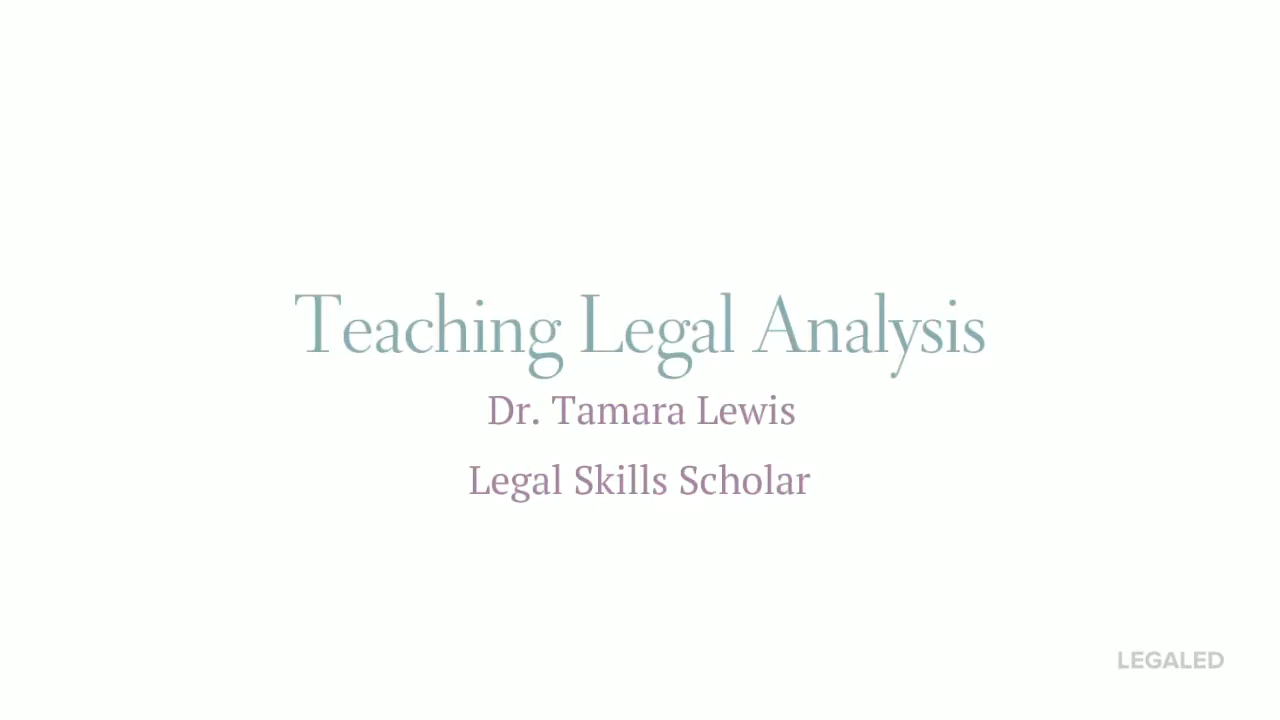 Teaching Legal Analysis
Dr. Tamara Lewis
Legal Skills Scholar
LEGALED